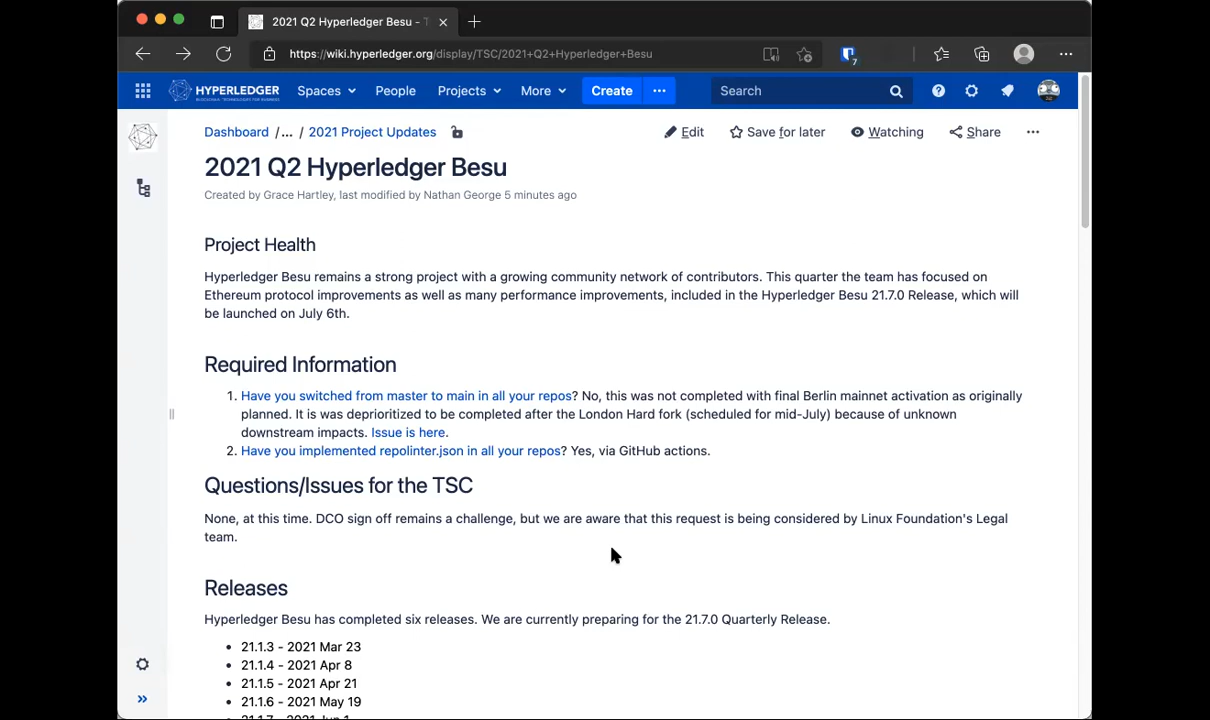 2021 Q2 Hyperledger Besu - T
https://wiki.hyperledger.org/display/TSC/2021+Q2+Hyperledger+Besu
7
HYPERLEDGER
Spaces
People
Projects
More
Create
Search
Dashboard /... / 2021 Project Updates
Edit
Save for later
Watching
Share
2021 Q2 Hyperledger Besu
Created by Grace Hartley, last modified by Nathan George 5 minutes ago
Project Health
Hyperledger Besu remains a strong project with a growing community network of contributors. This quarter the team has focused on
Ethereum protocol improvements as well as many performance improvements, included in the Hyperledger Besu 21.7.0 Release, which will
be launched on July 6th.
Required Information
1. Have you switched from master to main in all your repos? No, this was not completed with final Berlin mainnet activation as originally
planned. It is was deprioritized to be completed after the London Hard fork (scheduled for mid-July) because of unknown
downstream impacts. Issue is here.
2. Have you implemented repolinter.json in all your repos? Yes, via GitHub actions.
Questions/Issues for the TSC
None, at this time. DCO sign off remains a challenge, but we are aware that this request is being considered by Linux Foundation's Legal
team.
Releases
Hyperledger Besu has completed six releases. We are currently preparing for the 21.7.0 Quarterly Release.
• 21.1.3 - 2021 Mar 23
• 21.1.4 - 2021 Apr 8
• 21.1.5 - 2021 Apr 21
• 21.1.6 - 2021 May 19
• 21.1.7 - 2021 Jun 1